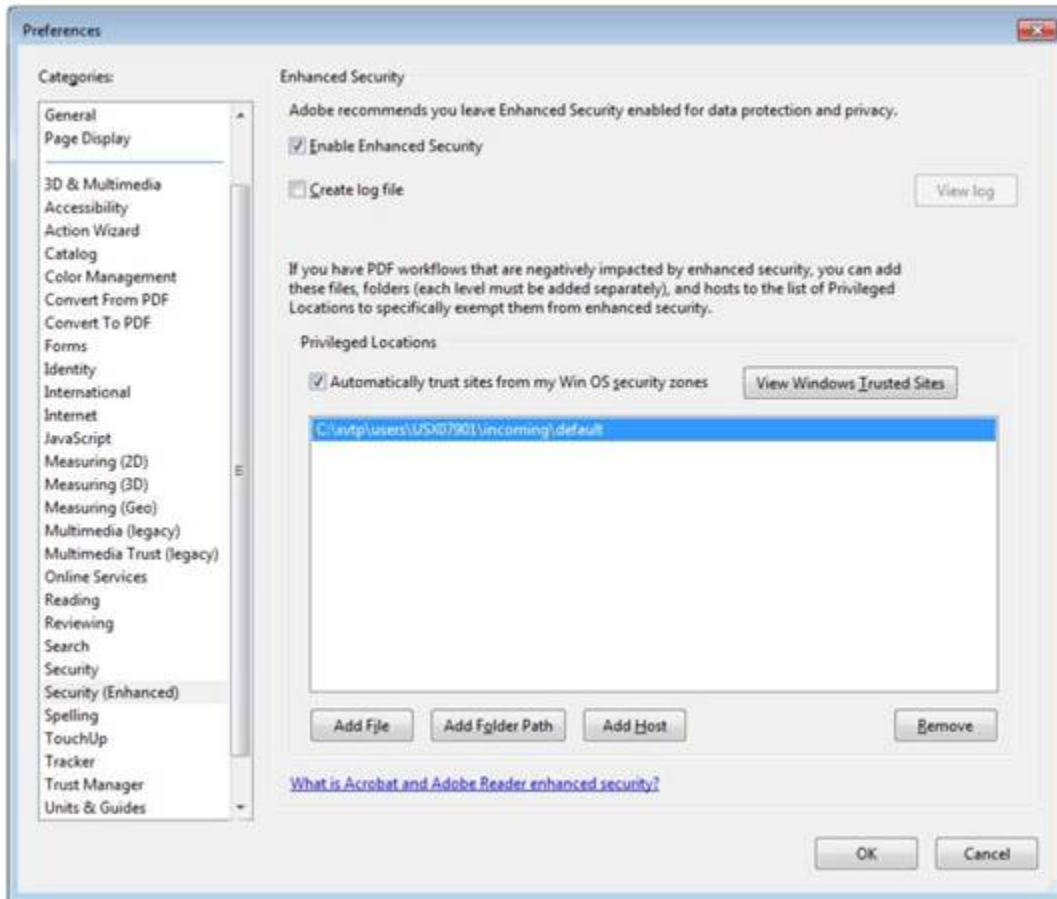 Preferences
Categories:
General
Page Display
3D & Multimedia
Accessibility
Action Wizard
Catalog
Color Management
Convert From PDF
Convert To PDF
Forms
Identity
International
Internet
JavaScript
Measuring (2D)
Measuring (3D)
Measuring (Geo)
Multimedia (legacy)
Multimedia Trust (legacy)
Online Services
Reading
Reviewing
Search
Security
Security (Enhanced)
Spelling
TouchUp
Tracker
Trust Manager
Units & Guides
Enhanced Security
Adobe recommends you leave Enhanced Security enabled for data protection and privacy.
Enable Enhanced Security
Create log file
View log
If you have PDF workflows that are negatively impacted by enhanced security, you can add
these files, folders (each level must be added separately), and hosts to the list of Privileged
Locations to specifically exempt them from enhanced security.
Privileged Locations
Automatically trust sites from my Win OS security zones
View Windows Trusted Sites
C:\xvtp\users\USX07901\incoming\default
Add File
Add Folder Path
Add Host
Remove
What is Acrobat and Adobe Reader enhanced security?
OK
Cancel